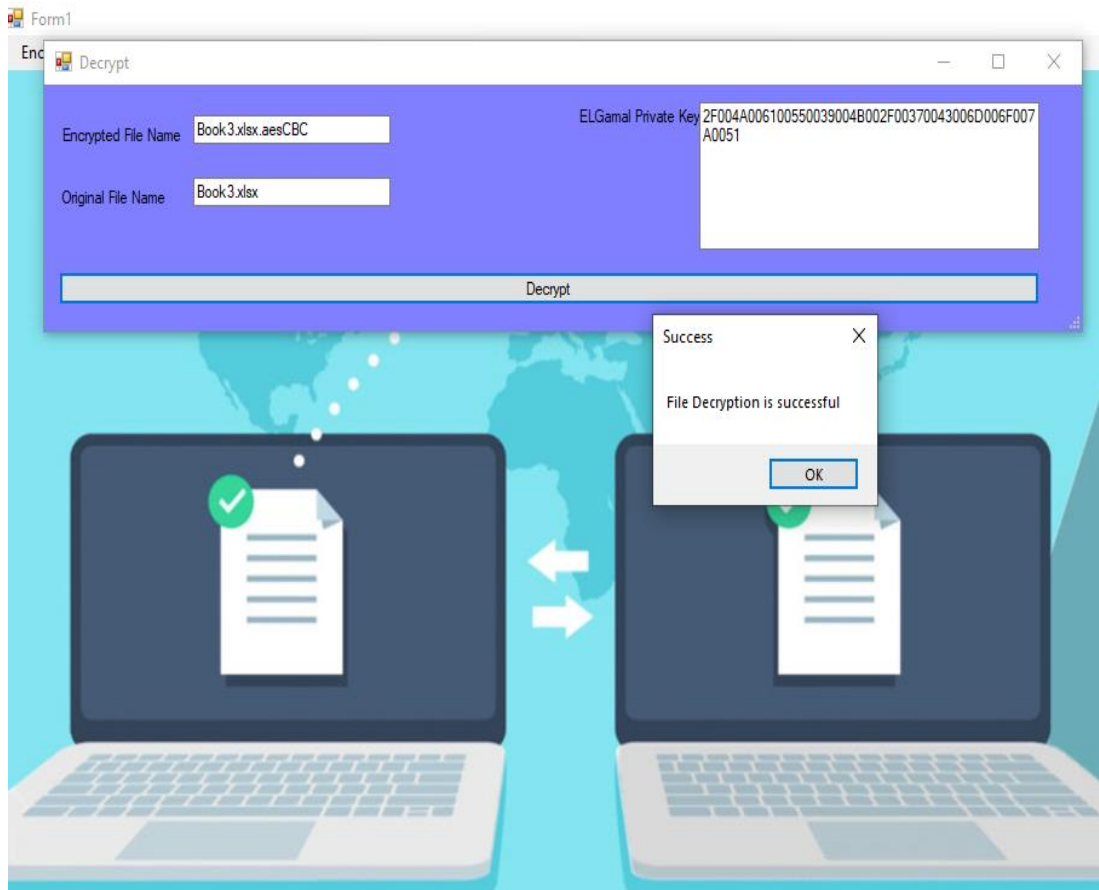 Form1
Enc
Decrypt
Encrypted File Name
Book3.xlsx.aesCBC
ELGamal Private Key
2F004A006100550039004B002F00370043006D006F007
A0051
Original File Name
Book3.xlsx
Decrypt
Success
File Decryption is successful
OK